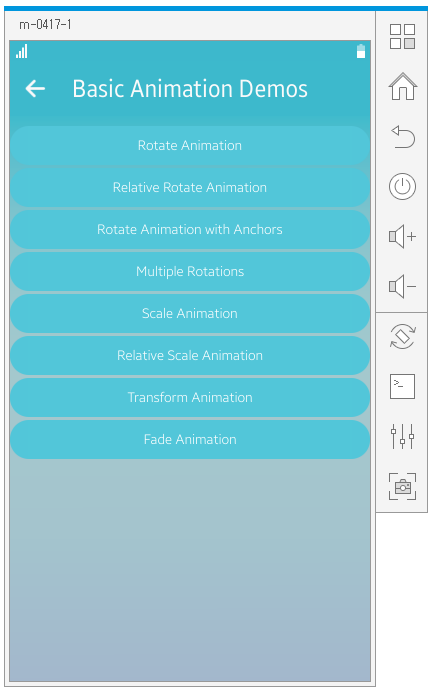 m-0417-1
Basic Animation Demos
Rotate Animation
Relative Rotate Animation
Rotate Animation with Anchors
Multiple Rotations
Scale Animation
Relative Scale Animation
Transform Animation
Fade Animation